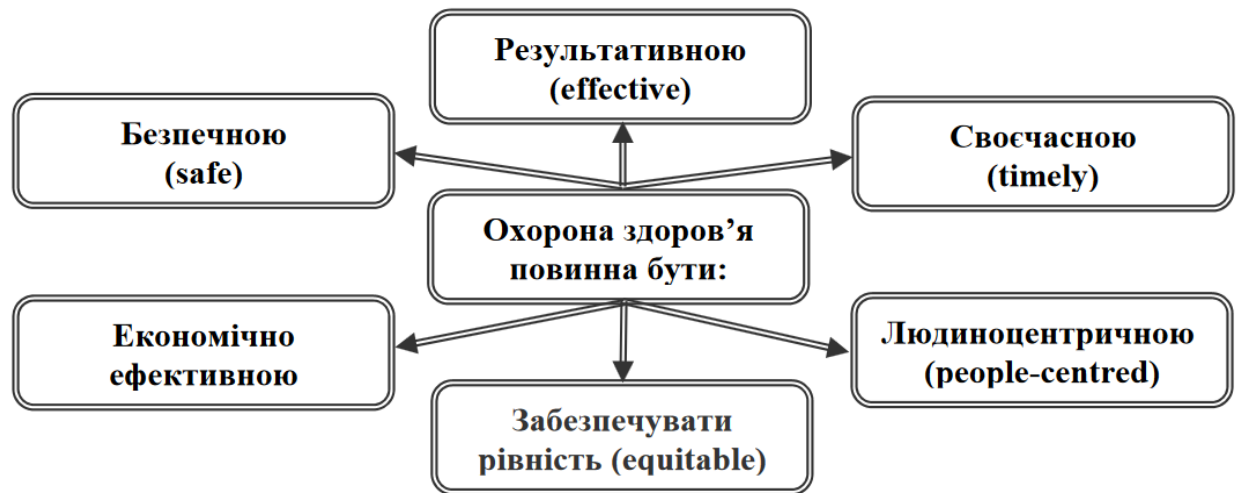 Результативною
(effective)
Безпечною
(safe)
Своєчасною
(timely)
Охорона здоров’я
повинна бути:
Економічно
ефективною
Людиноцентричною
(people-centred)
Забезпечувати
рівність (equitable)